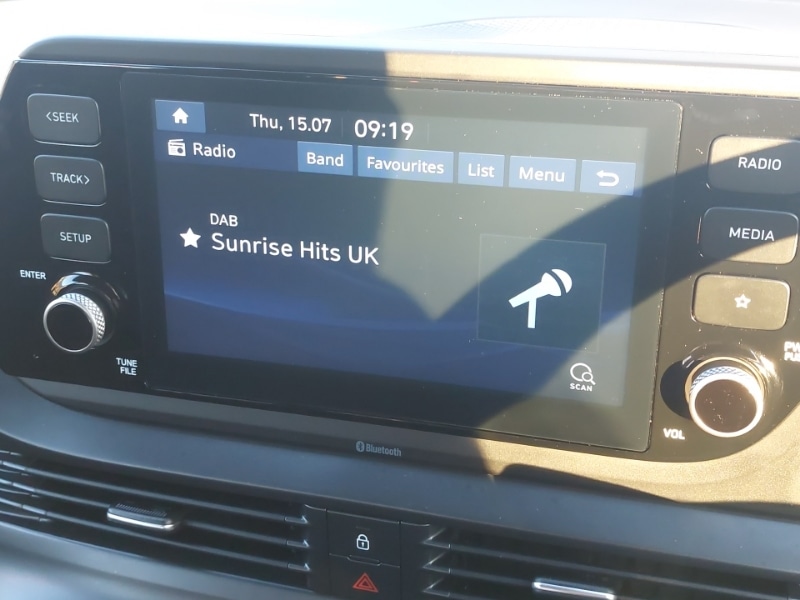 <SEEK
TRACK>
SETUP
ENTER
TUNE
FILE
Thu, 15.07 09:19
Radio Band Favourites List Menu
DAB
Sunrise Hits UK
SCAN
RADIO
MEDIA
VOL
Bluetooth